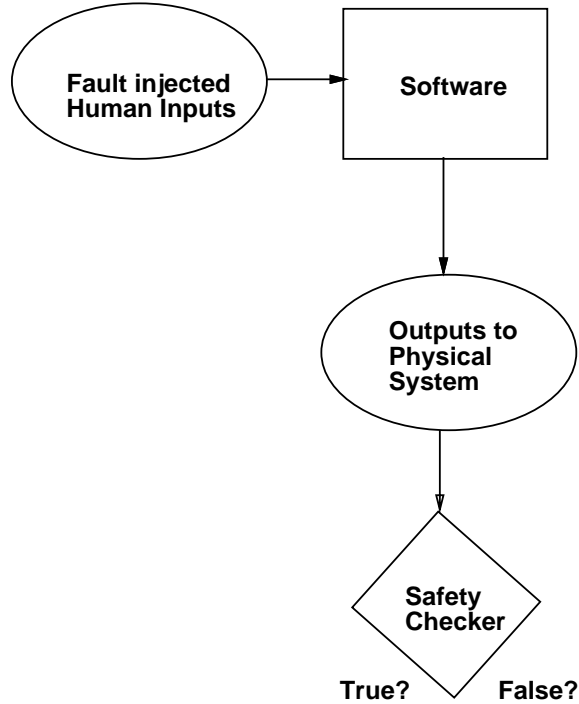 Fault injected
Human Inputs
Software
Outputs to
Physical
System
Safety
Checker
True?
False?